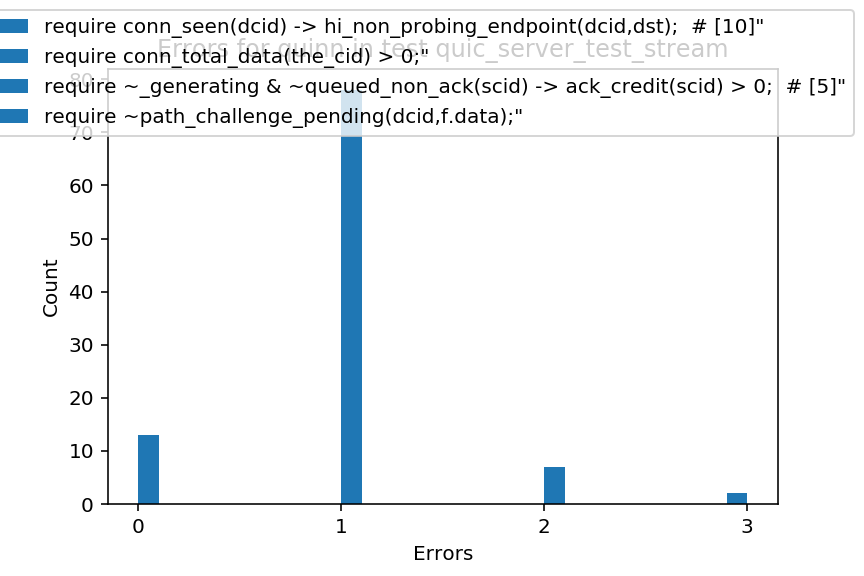 require conn_seen(dcid) -> hi_non_probing_endpoint(dcid,dst);  # [10]"
Errors for quinn in test quic_server_test_stream
require conn_total_data(the_cid) > 0;"
require ~_generating & ~queued_non_ack(scid) -> ack_credit(scid) > 0;  # [5]"
require ~path_challenge_pending(dcid,f.data);"
80
70
60
50
40
30
20
10
0
Count
0 1 2 3
Errors